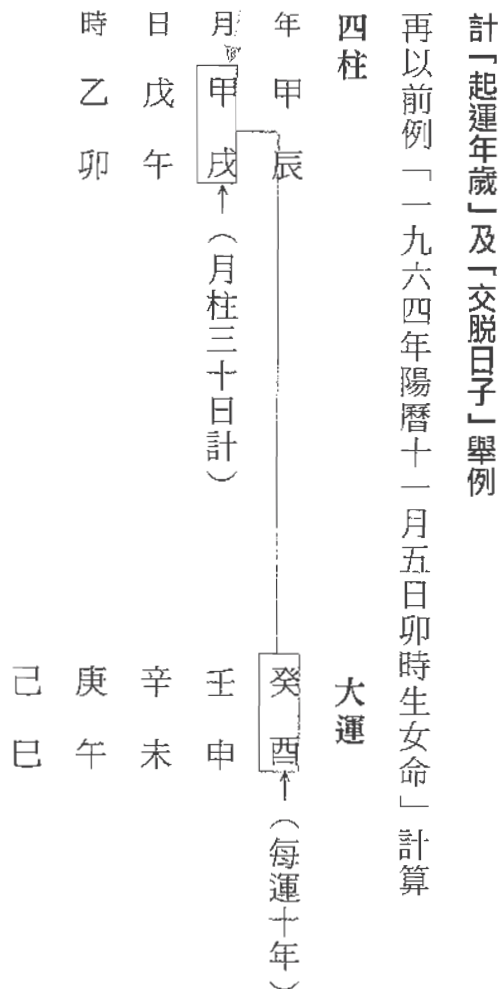 計「起運年歲」及「交脱日子」舉例
再以前例「一九六四年陽曆十一月五日卯時生女命」計算
四柱
大運
年 甲 辰
癸 酉
（每運十年）
月 甲 戌
（月柱三十日計）
壬 申
日 戊 午
辛 未
時 乙 卯
庚 午
己 巳